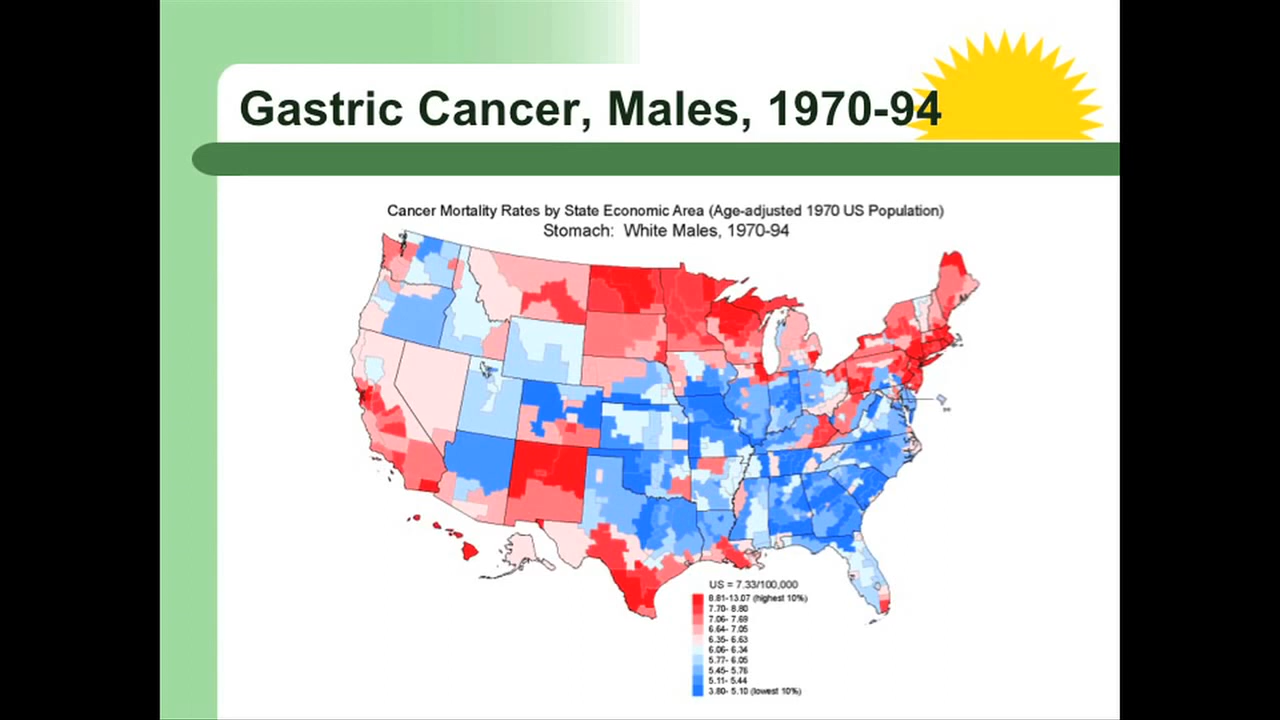 Gastric Cancer, Males, 1970-94
Cancer Mortality Rates by State Economic Area (Age-adjusted 1970 US Population)
Stomach: White Males, 1970-94
US = 7.33/100,000
8.81-13.07 (highest 10%)
7.70- 8.80
7.06- 7.69
6.64- 7.05
6.35- 6.63
6.06- 6.34
5.77- 6.05
5.45- 5.76
5.11- 5.44
3.80- 5.10 (lowest 10%)